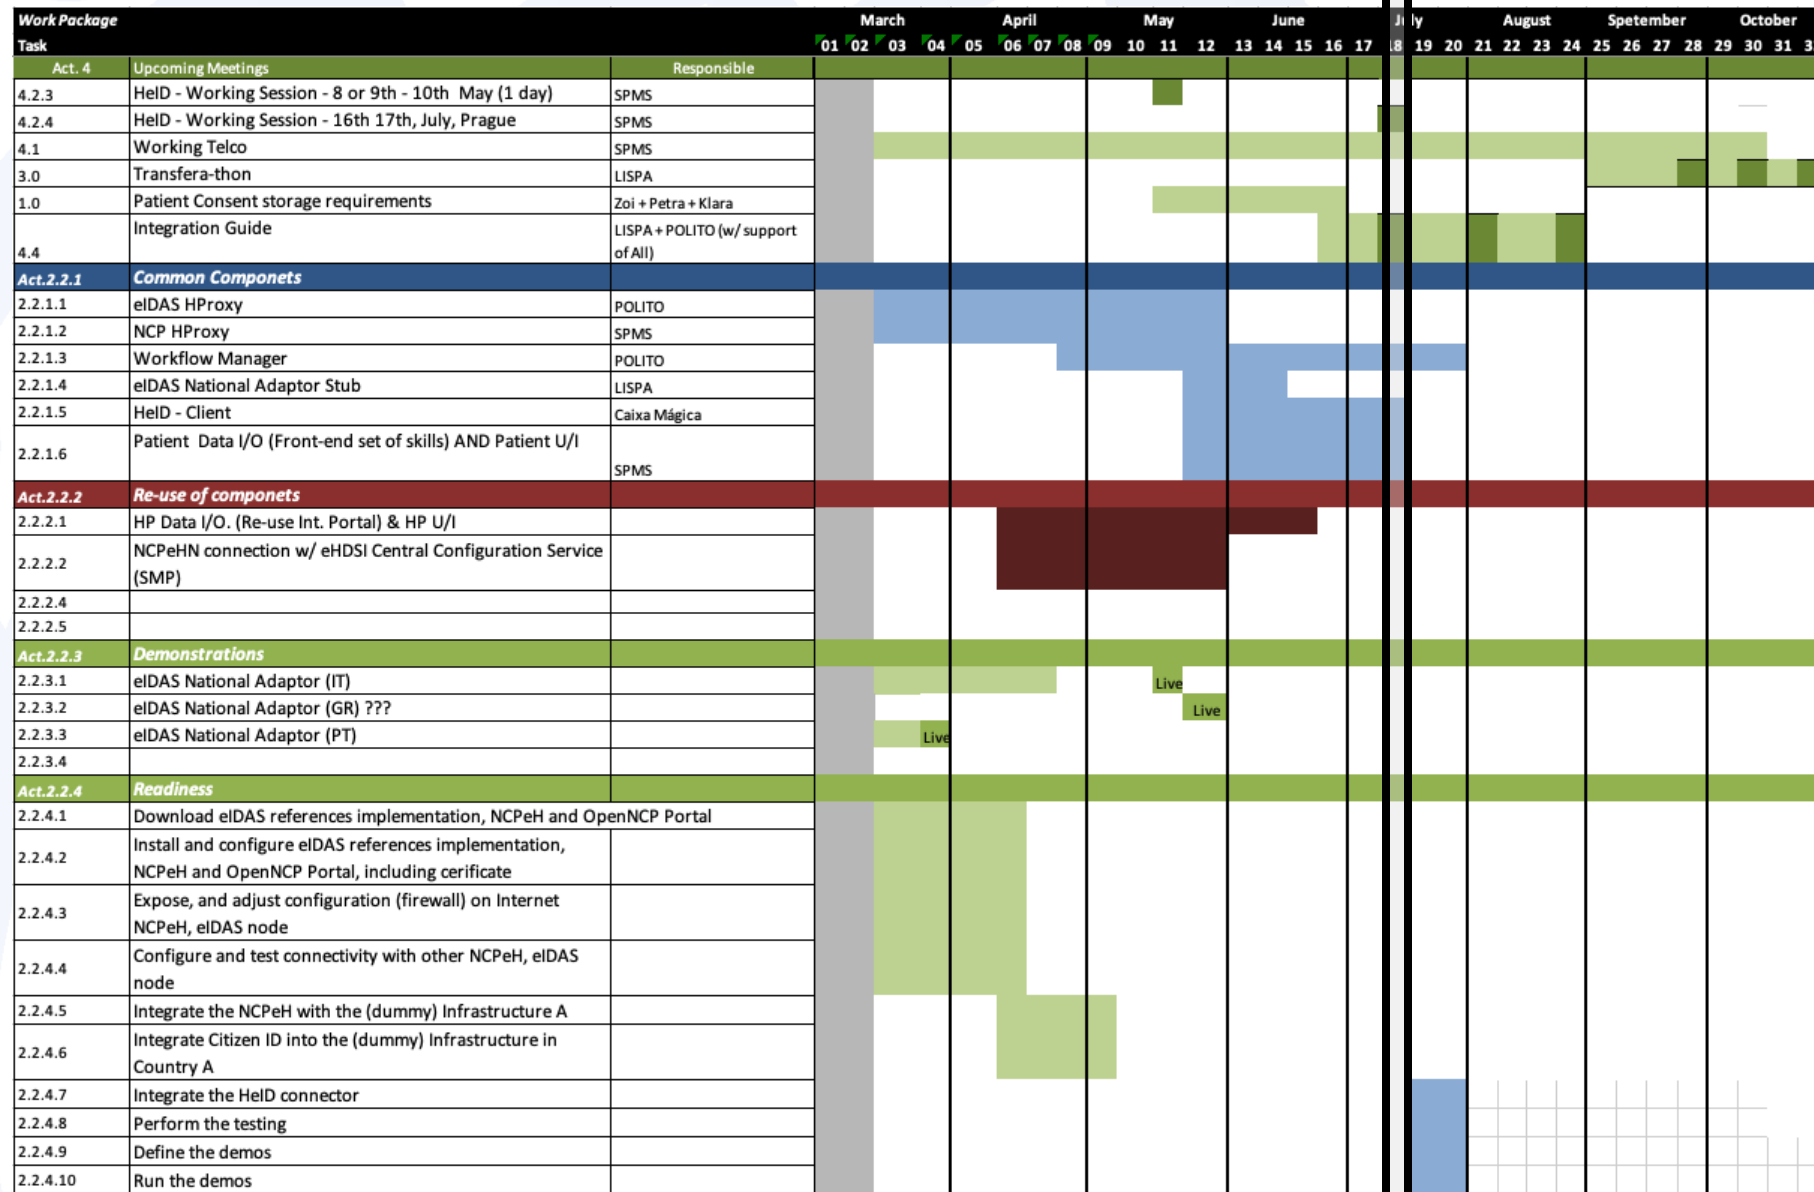 Work Package March April May June July August Spetember October
Task 01 02 03 04 05 06 07 08 09 10 11 12 13 14 15 16 17 18 19 20 21 22 23 24 25 26 27 28 29 30 31
Act. 4 Upcoming Meetings Responsible
4.2.3 HeID - Working Session - 8 or 9th - 10th May (1 day) SPMS
4.2.4 HeID - Working Session - 16th 17th, July, Prague SPMS
4.1 Working Telco SPMS
3.0 Transfera-thon LISPA
1.0 Patient Consent storage requirements Zoi + Petra + Klara
4.4 Integration Guide LISPA + POLITO (w/ support
of All)
Act.2.2.1 Common Componets
2.2.1.1 eIDAS HProxy POLITO
2.2.1.2 NCP HProxy SPMS
2.2.1.3 Workflow Manager POLITO
2.2.1.4 eIDAS National Adaptor Stub LISPA
2.2.1.5 HeID - Client Caixa Mágica
2.2.1.6 Patient Data I/O (Front-end set of skills) AND Patient U/I SPMS
Act.2.2.2 Re-use of componets
2.2.2.1 HP Data I/O. (Re-use Int. Portal) & HP U/I
2.2.2.2 NCPeHN connection w/ eHDSI Central Configuration Service
(SMP)
2.2.2.4
2.2.2.5
Act.2.2.3 Demonstrations
2.2.3.1 eIDAS National Adaptor (IT) Live
2.2.3.2 eIDAS National Adaptor (GR) ??? Live
2.2.3.3 eIDAS National Adaptor (PT) Live
2.2.3.4
Act.2.2.4 Readiness
2.2.4.1 Download eIDAS references implementation, NCPeH and OpenNCP Portal
2.2.4.2 Install and configure eIDAS references implementation,
NCPeH and OpenNCP Portal, including cerificate
2.2.4.3 Expose, and adjust configuration (firewall) on Internet
NCPeH, eIDAS node
2.2.4.4 Configure and test connectivity with other NCPeH, eIDAS
node
2.2.4.5 Integrate the NCPeH with the (dummy) Infrastructure A
2.2.4.6 Integrate Citizen ID into the (dummy) Infrastructure in
Country A
2.2.4.7 Integrate the HeID connector
2.2.4.8 Perform the testing
2.2.4.9 Define the demos
2.2.4.10 Run the demos